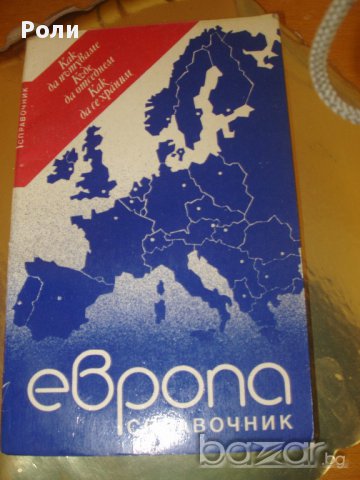 Роли
СПРАВОЧНИК
Как
да пътуваме
Къде
да отседнем
Как
да се храним
европа
СПРАВОЧНИК
bazar.bg